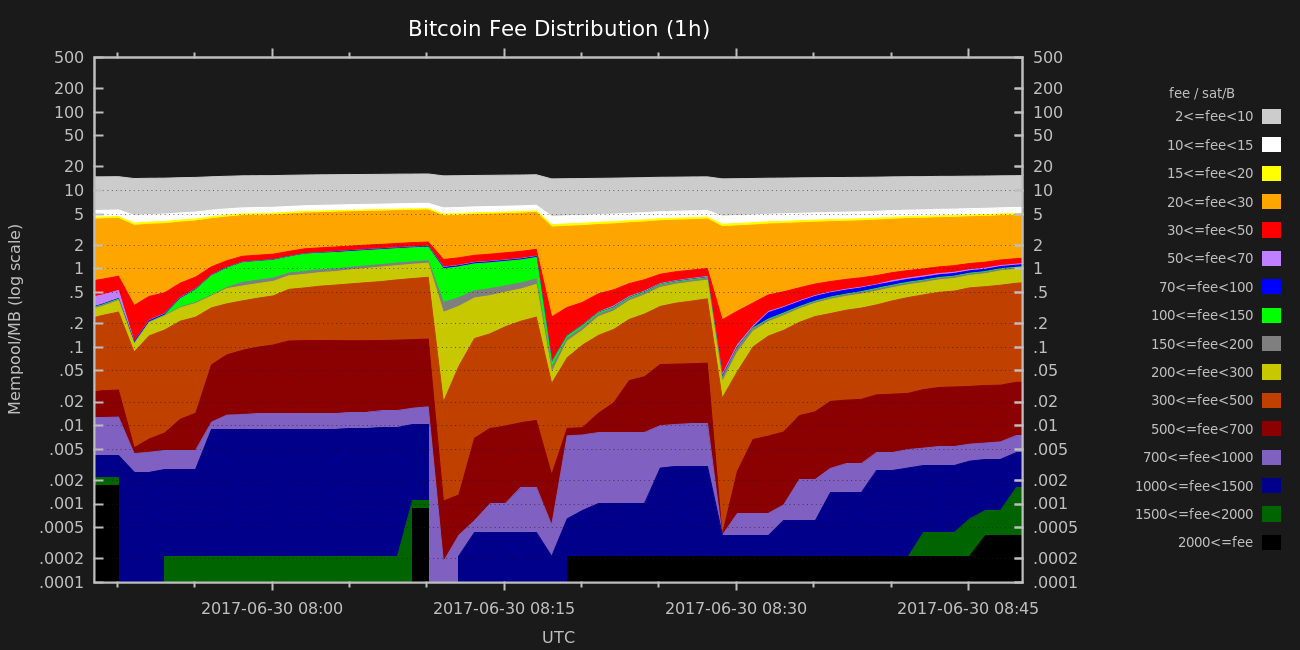 Bitcoin Fee Distribution (1h)
500
200
100
50
20
10
5
2
1
.5
.2
.1
.05
.02
.01
.005
.002
.001
.0005
.0002
.0001
Mempool/MB (log scale)
500
200
100
50
20
10
5
2
1
.5
.2
.1
.05
.02
.01
.005
.002
.001
.0005
.0002
.0001
2017-06-30 08:00
2017-06-30 08:15
2017-06-30 08:30
2017-06-30 08:45
UTC
fee / sat/B
2<=fee<10
10<=fee<15
15<=fee<20
20<=fee<30
30<=fee<50
50<=fee<70
70<=fee<100
100<=fee<150
150<=fee<200
200<=fee<300
300<=fee<500
500<=fee<700
700<=fee<1000
1000<=fee<1500
1500<=fee<2000
2000<=fee